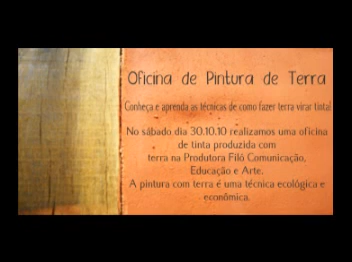 Oficina de Pintura de Terra
Conheça e aprenda as técnicas de como fazer terra virar tinta!
No sábado dia 30.10.10 realizamos uma oficina
de tinta produzida com
terra na Produtora Filó Comunicação,
Educação e Arte.
A pintura com terra é uma técnica ecológica e
econômica.